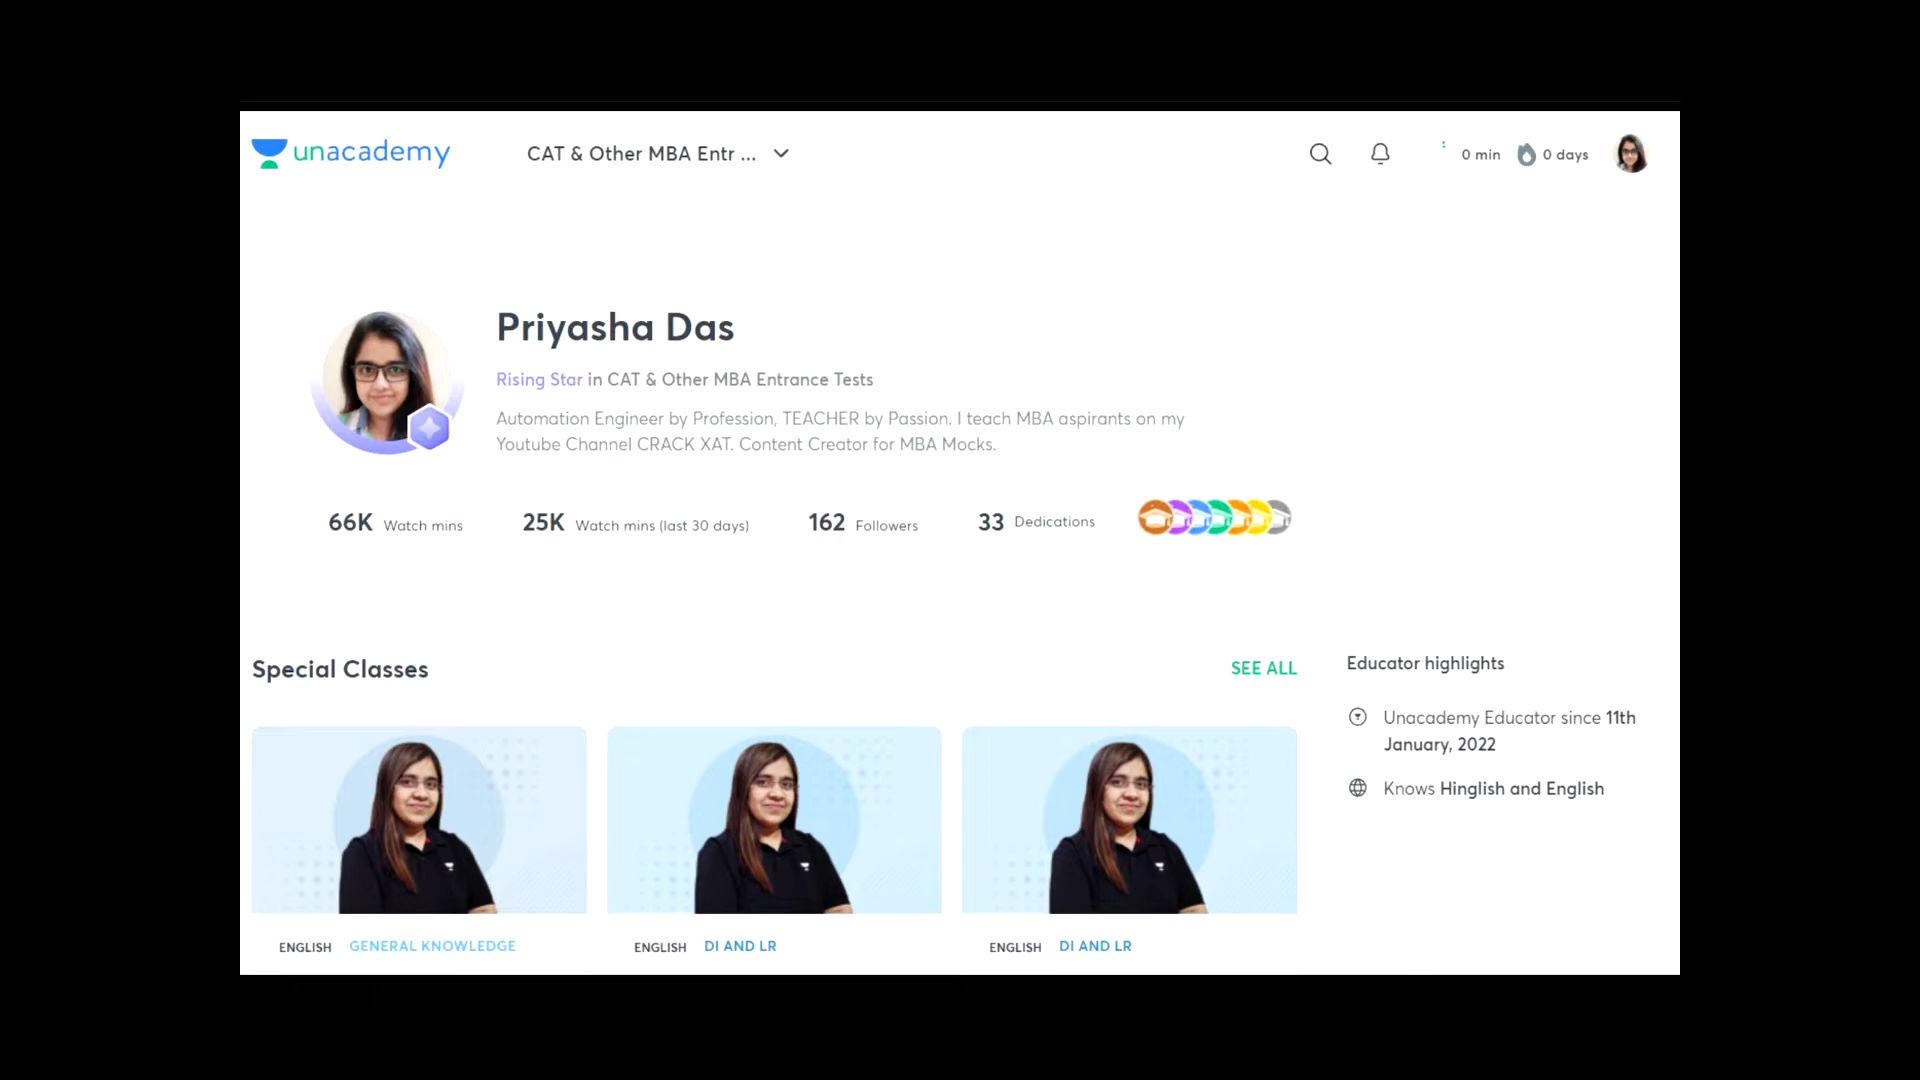 unacademy
CAT & Other MBA Entr ...
0 min
0 days
Priyasha Das
Rising Star in CAT & Other MBA Entrance Tests
Automation Engineer by Profession, TEACHER by Passion. I teach MBA aspirants on my
Youtube Channel CRACK XAT. Content Creator for MBA Mocks.
66K Watch mins
25K Watch mins (last 30 days)
162 Followers
33 Dedications
Special Classes
SEE ALL
ENGLISH GENERAL KNOWLEDGE
ENGLISH DI AND LR
ENGLISH DI AND LR
Educator highlights
Unacademy Educator since 11th
January, 2022
Knows Hinglish and English